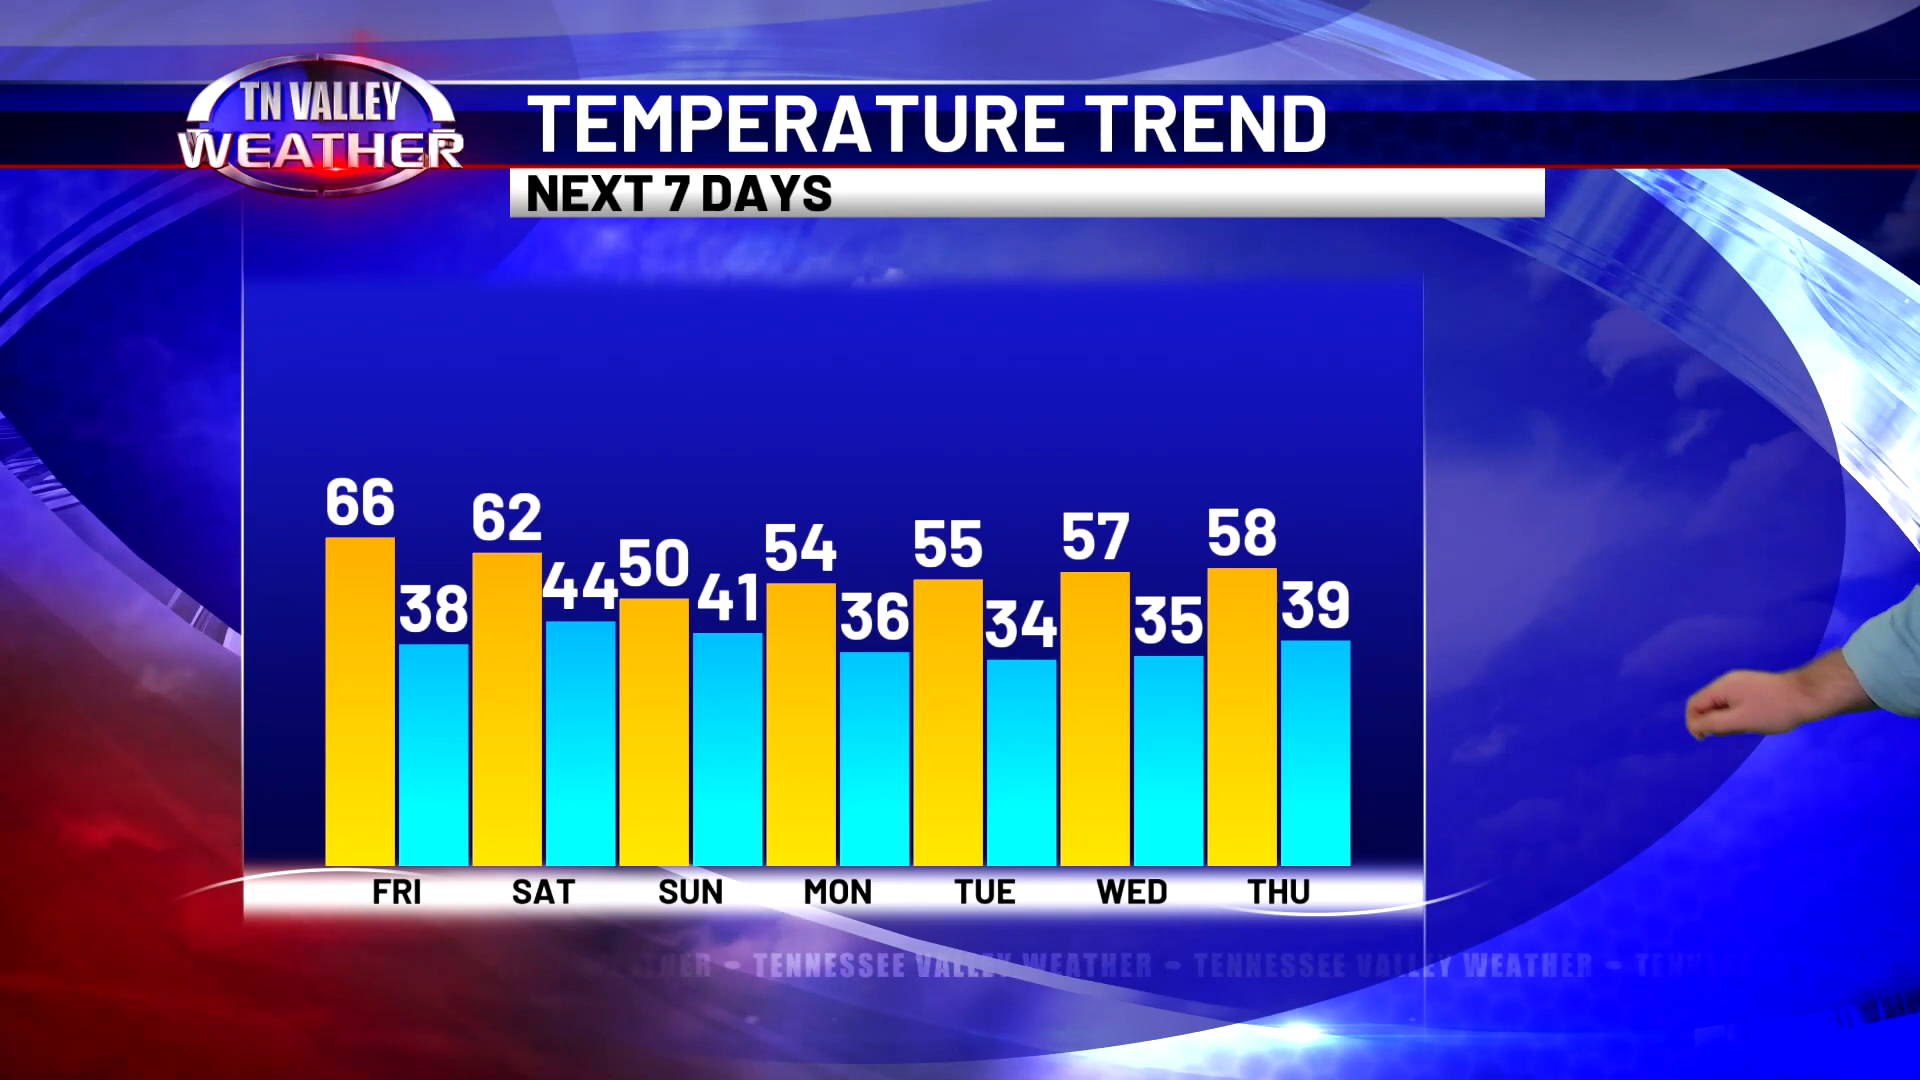 TN VALLEY
WEATHER
TEMPERATURE TREND
NEXT 7 DAYS
66 38 62 44 50 41 54 36 55 34 57 35 58 39
FRI SAT SUN MON TUE WED THU
TENNESSEE VALLEY WEATHER - TENNESSEE VALLEY WEATHER -